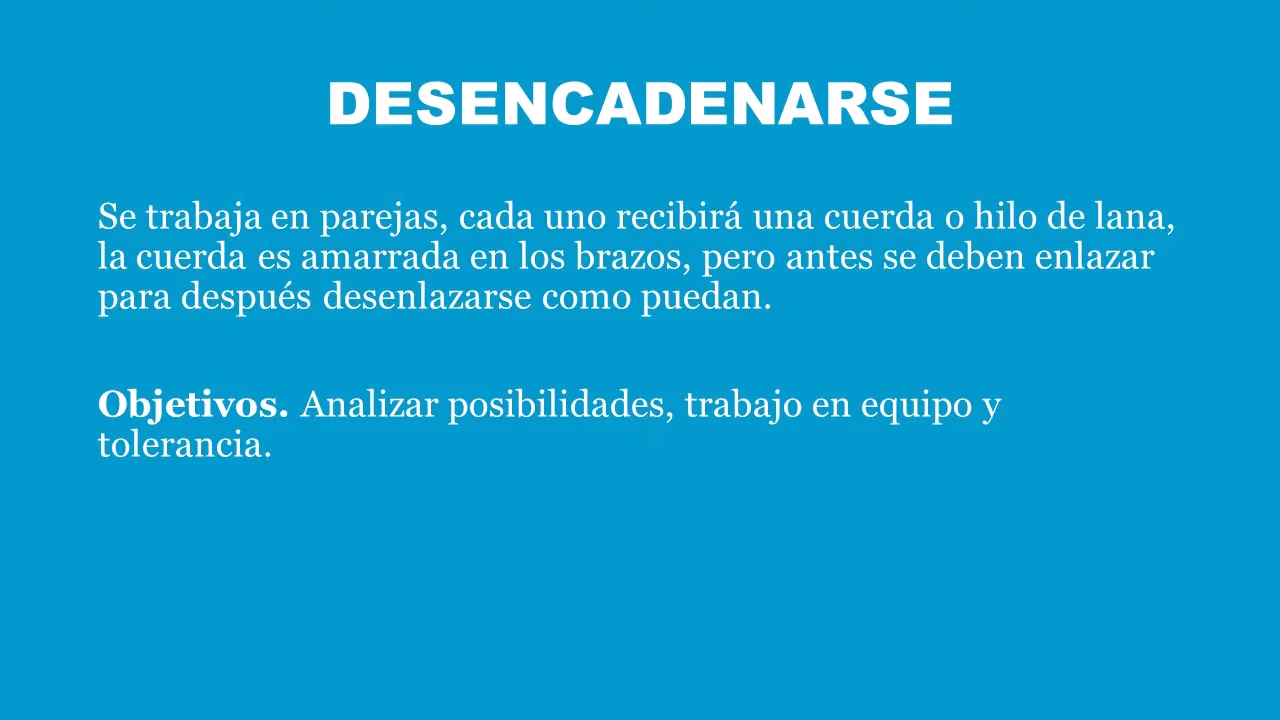 DESENCADENARSE
Se trabaja en parejas, cada uno recibirá una cuerda o hilo de lana,
la cuerda es amarrada en los brazos, pero antes se deben enlazar
para después desenlazarse como puedan.
Objetivos. Analizar posibilidades, trabajo en equipo y
tolerancia.